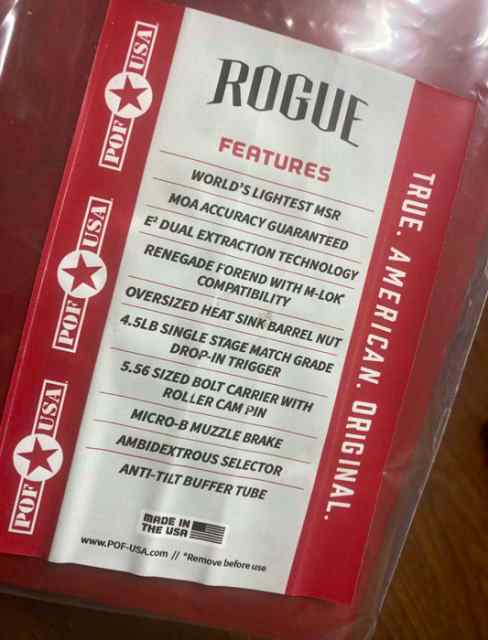 ROGUE
FEATURES
WORLD'S LIGHTEST MSR
MOA ACCURACY GUARANTEED
E² DUAL EXTRACTION TECHNOLOGY
RENEGADE FOREND WITH M-LOK
COMPATIBILITY
OVERSIZED HEAT SINK BARREL NUT
4.5LB SINGLE STAGE MATCH GRADE
DROP-IN TRIGGER
5.56 SIZED BOLT CARRIER WITH
ROLLER CAM PIN
MICRO-B MUZZLE BRAKE
AMBIDEXTROUS SELECTOR
ANTI-TILT BUFFER TUBE
MADE IN
THE USA
www.POF-USA.com // *Remove before use
POF USA
POF USA
POF USA
TRUE. AMERICAN. ORIGINAL.